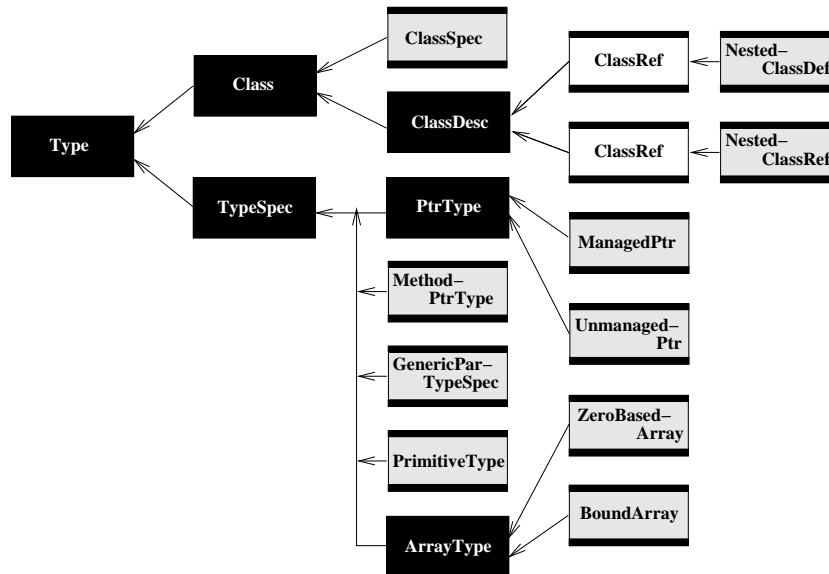 ClassSpec
ClassRef
Nested–
ClassDef
Class
ClassDesc
Type
ClassRef
Nested–
ClassRef
TypeSpec
PtrType
ManagedPtr
Method–
PtrType
Unmanaged–
Ptr
GenericPar–
TypeSpec
ZeroBased–
Array
PrimitiveType
BoundArray
ArrayType